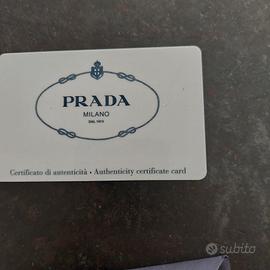 PRADA
MILANO
DAL 1913
Certificato di autenticità • Authenticity certificate card
subito